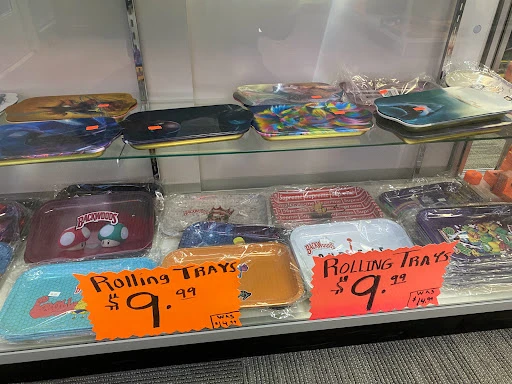 BACKWOODS
BACKWOODS
ROLLING TRAYS
$9.99
WAS
$14.99
ROLLING TRAYS
$9.99
WAS
$14.99